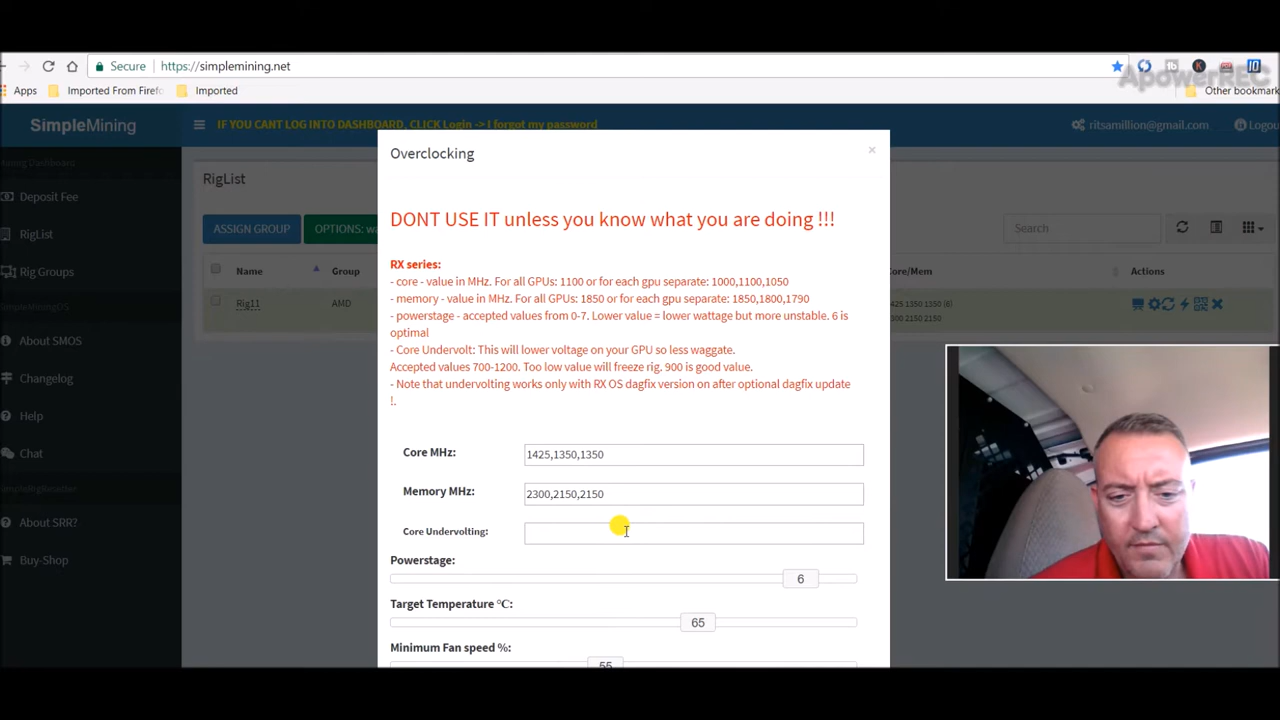 Secure https://simplemining.net
ApowerREC
Apps Imported From Firefo Imported Other bookmark
SimpleMining IF YOU CANT LOG INTO DASHBOARD, CLICK Login -> I forgot my password ritsamillion@gmail.com Logou
Mining Dashboard
Deposit Fee
RigList
Rig Groups
SimpleMiningOS
About SMOS
Changelog
Help
Chat
SimpleRigResetter
About SRR?
Buy-Shop
RigList
ASSIGN GROUP OPTIONS: wa Search
Name Group Core/Mem Actions
Rig11 AMD 1425 1350 1350 (6)
2300 2150 2150
Overclocking ×
DONT USE IT unless you know what you are doing !!!
RX series:
- core - value in MHz. For all GPUs: 1100 or for each gpu separate: 1000,1100,1050
- memory - value in MHz. For all GPUs: 1850 or for each gpu separate: 1850,1800,1790
- powerstage - accepted values from 0-7. Lower value = lower wattage but more unstable. 6 is
optimal
- Core Undervolt: This will lower voltage on your GPU so less waggate.
Accepted values 700-1200. Too low value will freeze rig. 900 is good value.
- Note that undervolting works only with RX OS dagfix version on after optional dagfix update
!.
Core MHz: 1425,1350,1350
Memory MHz: 2300,2150,2150
Core Undervolting:
Powerstage:
6
Target Temperature °C:
65
Minimum Fan speed %:
55